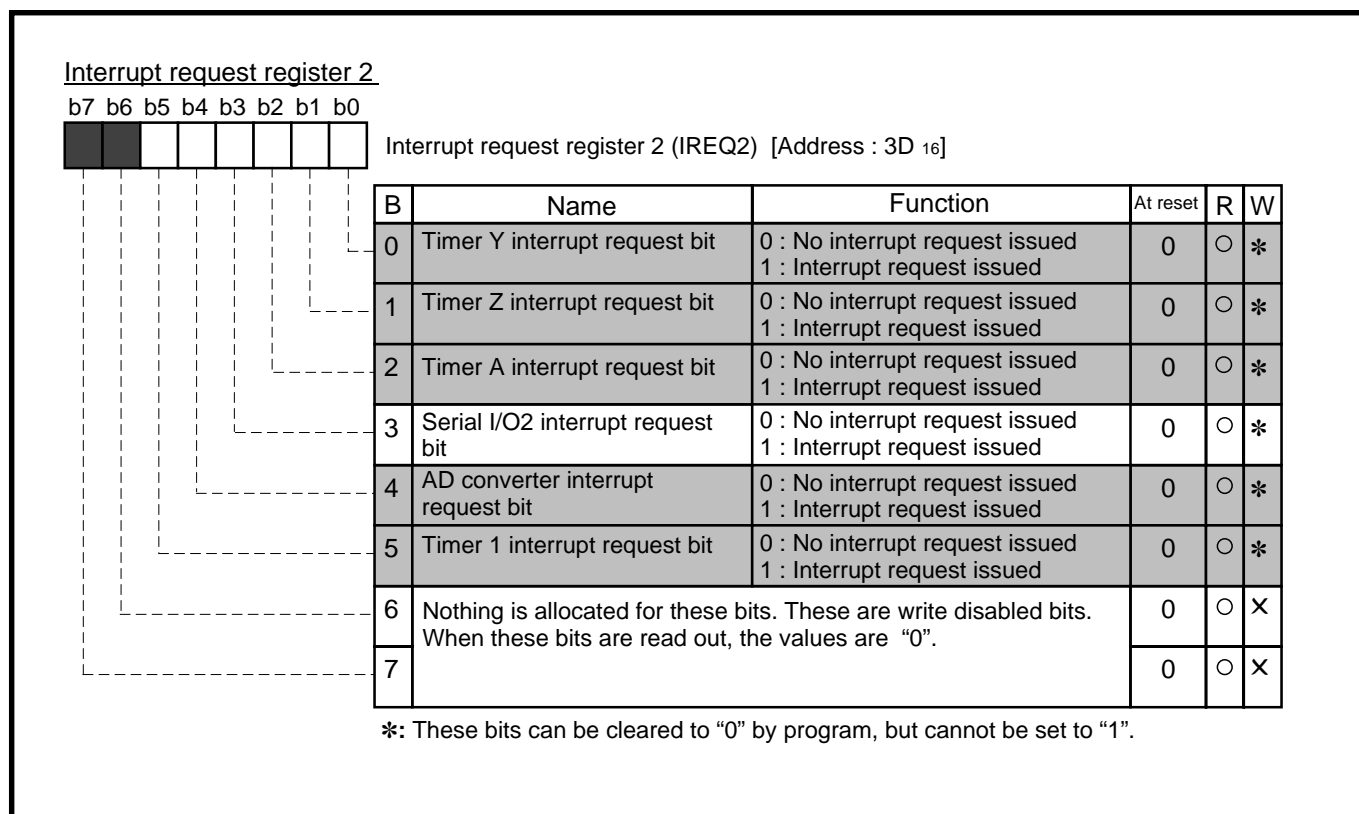 Interrupt request register 2
b7 b6 b5 b4 b3 b2 b1 b0
Interrupt request register 2 (IREQ2) [Address : 3D 16]
B Name Function At reset R W
0 Timer Y interrupt request bit 0 : No interrupt request issued 0 ○ ✻
1 : Interrupt request issued
1 Timer Z interrupt request bit 0 : No interrupt request issued 0 ○ ✻
1 : Interrupt request issued
2 Timer A interrupt request bit 0 : No interrupt request issued 0 ○ ✻
1 : Interrupt request issued
3 Serial I/O2 interrupt request 0 : No interrupt request issued 0 ○ ✻
bit 1 : Interrupt request issued
4 AD converter interrupt 0 : No interrupt request issued 0 ○ ✻
request bit 1 : Interrupt request issued
5 Timer 1 interrupt request bit 0 : No interrupt request issued 0 ○ ✻
1 : Interrupt request issued
6 Nothing is allocated for these bits. These are write disabled bits. 0 ○ ×
When these bits are read out, the values are “0”.
7 0 ○ ×
✻: These bits can be cleared to “0” by program, but cannot be set to “1”.